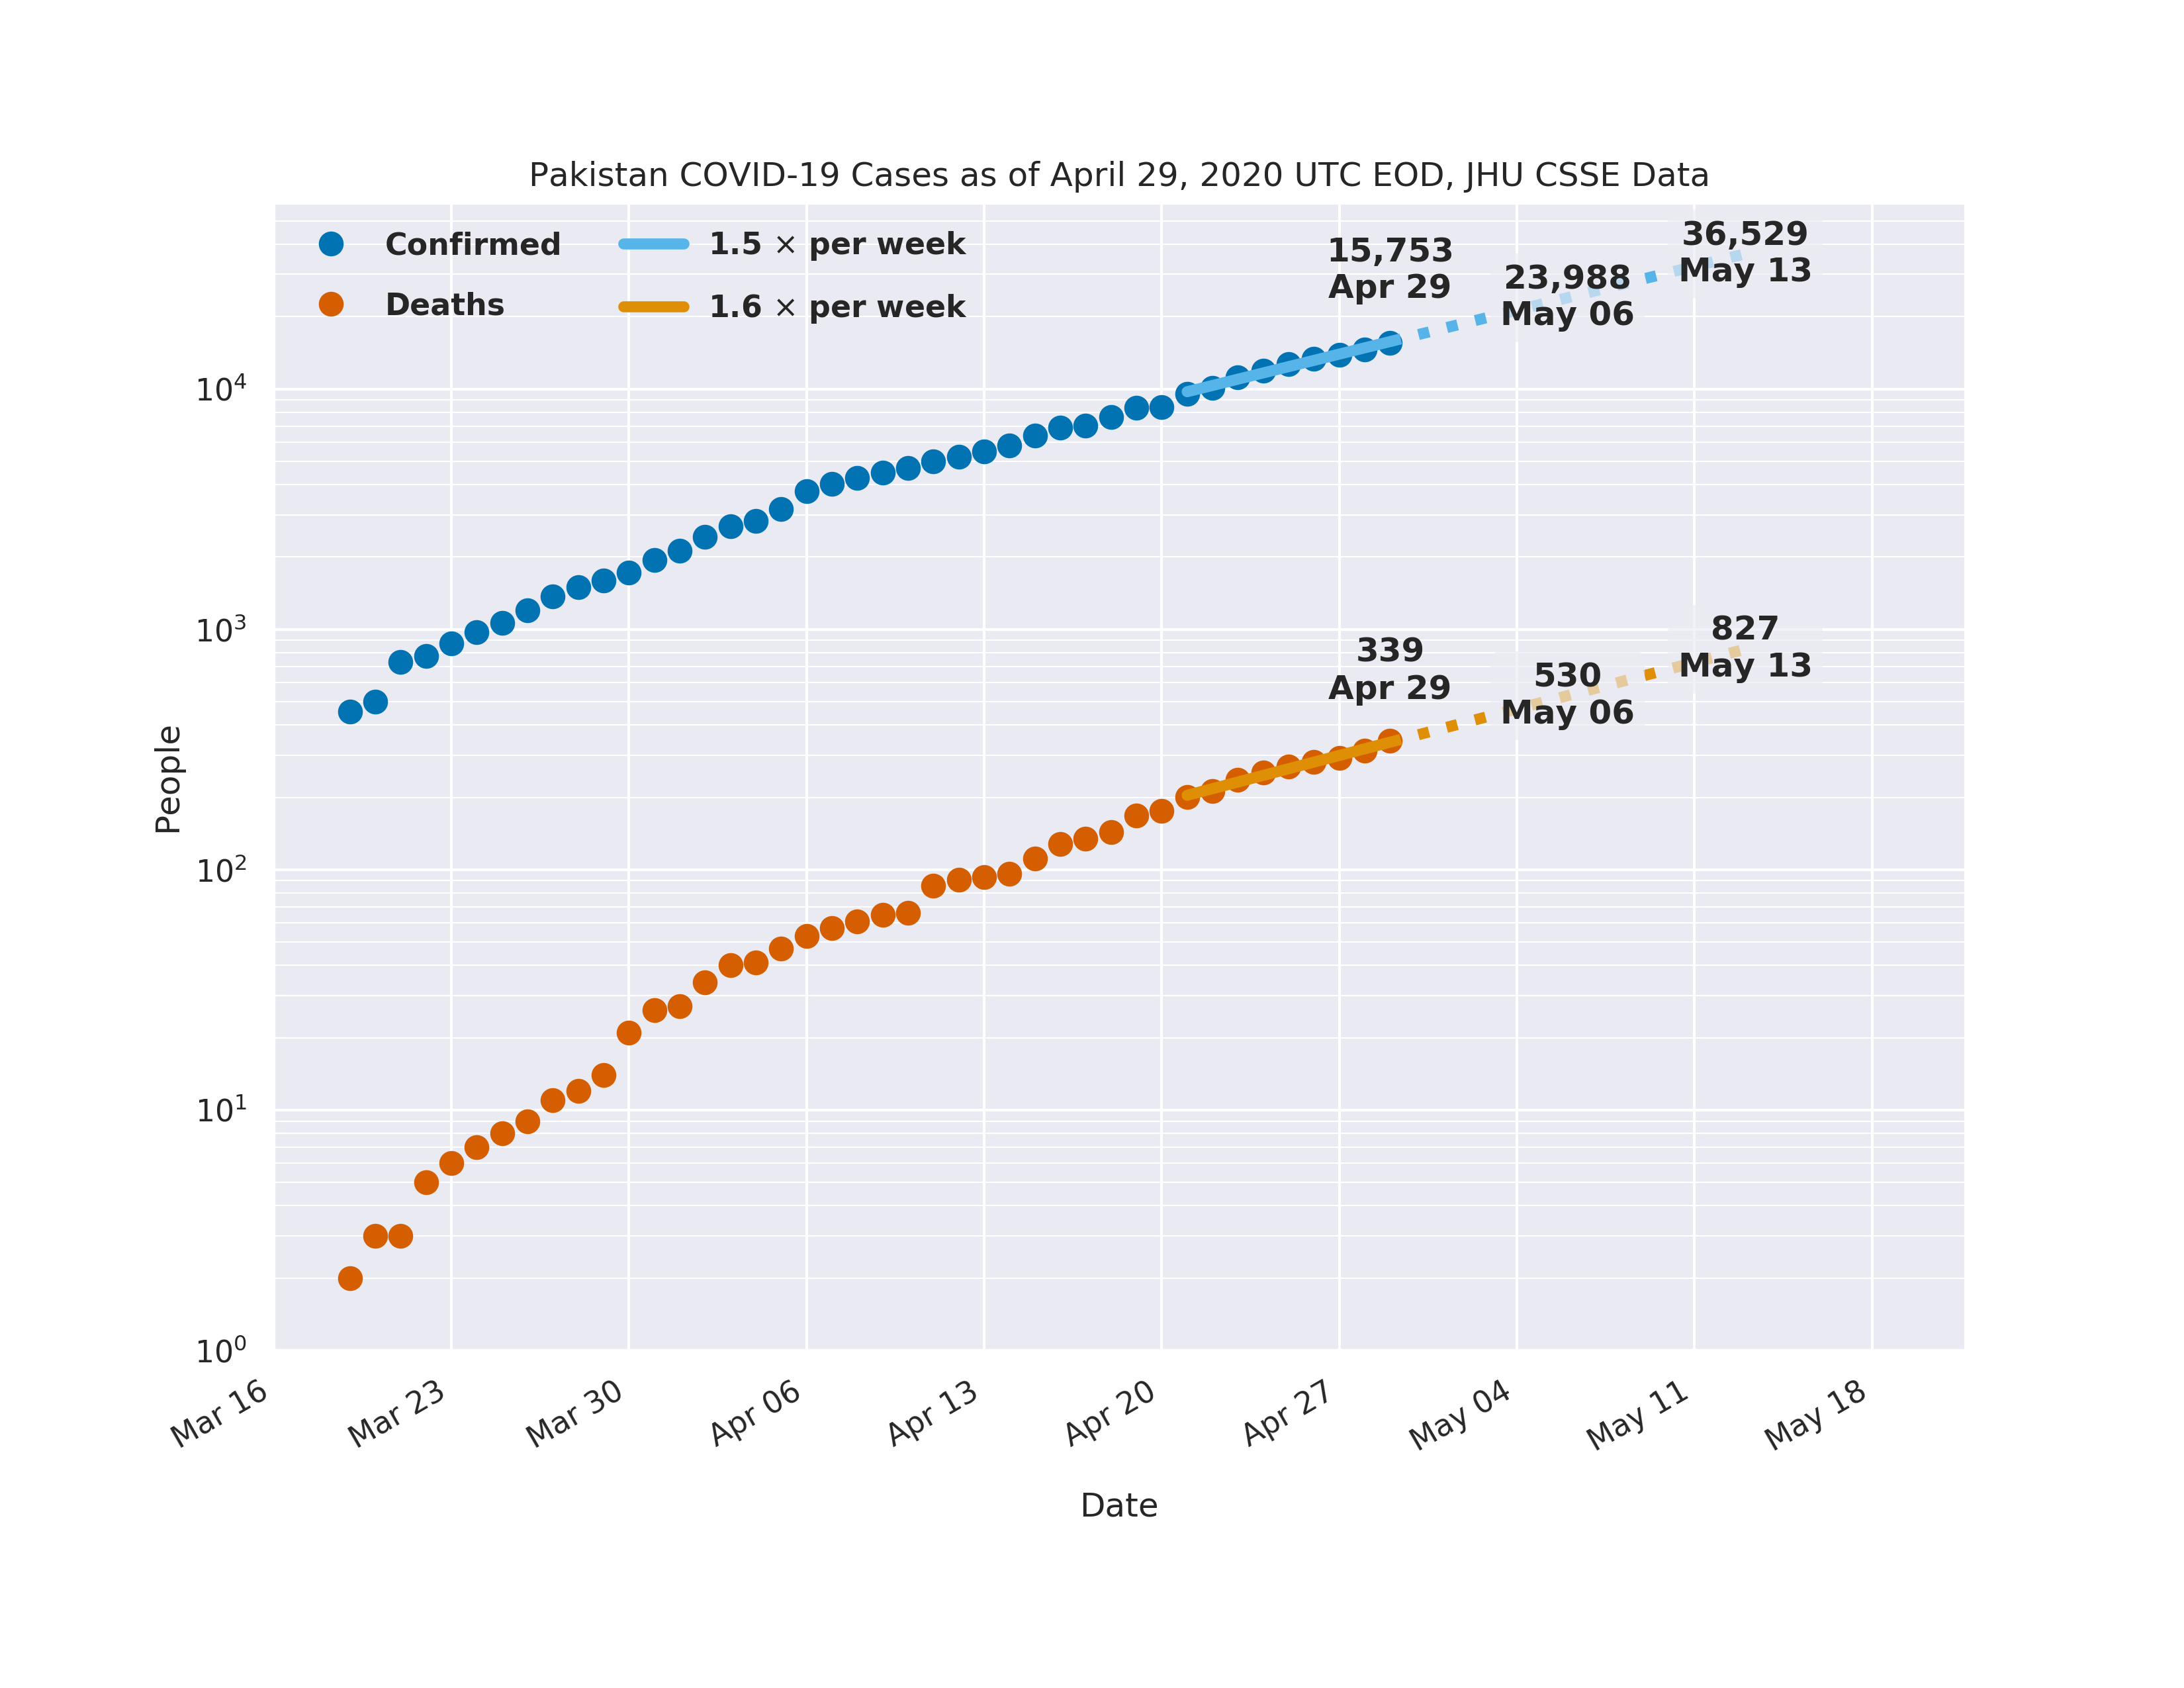 Pakistan COVID-19 Cases as of April 29, 2020 UTC EOD, JHU CSSE Data
Confirmed
Deaths
1.5 × per week
1.6 × per week
15,753
Apr 29
23,988
May 06
36,529
May 13
339
Apr 29
530
May 06
827
May 13
People
10⁴
10³
10²
10¹
10⁰
Mar 16
Mar 23
Mar 30
Apr 06
Apr 13
Apr 20
Apr 27
May 04
May 11
May 18
Date